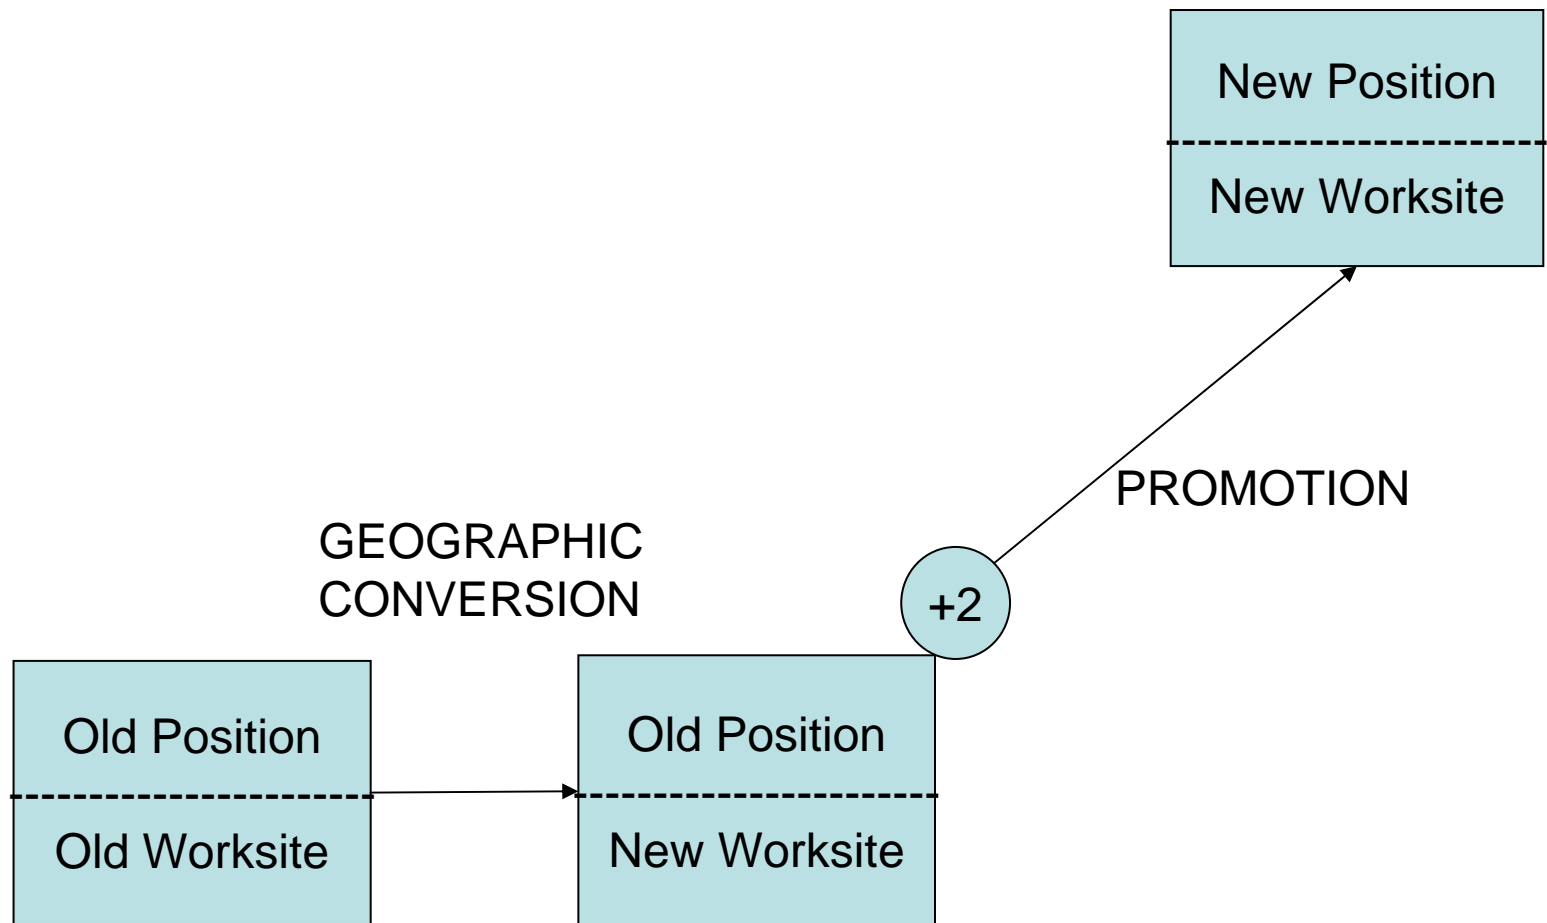 New Position
New Worksite
PROMOTION
GEOGRAPHIC
CONVERSION
+2
Old Position
Old Worksite
Old Position
New Worksite